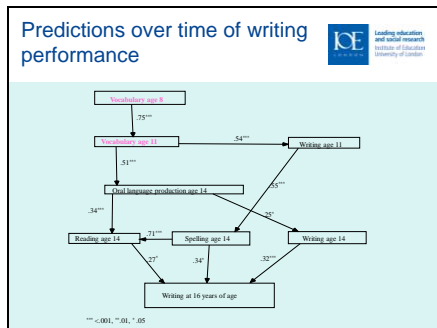 Predictions over time of writing
performance
IOE
LONDON
Leading education
and social research
Institute of Education
University of London
Vocabulary age 8
.75***
Vocabulary age 11
.54***
Writing age 11
.51***
.55***
Oral language production age 14
.34***
.25*
Reading age 14
.71***
Spelling age 14
Writing age 14
.27*
.34*
.32***
Writing at 16 years of age
*** <.001, **.01, * .05